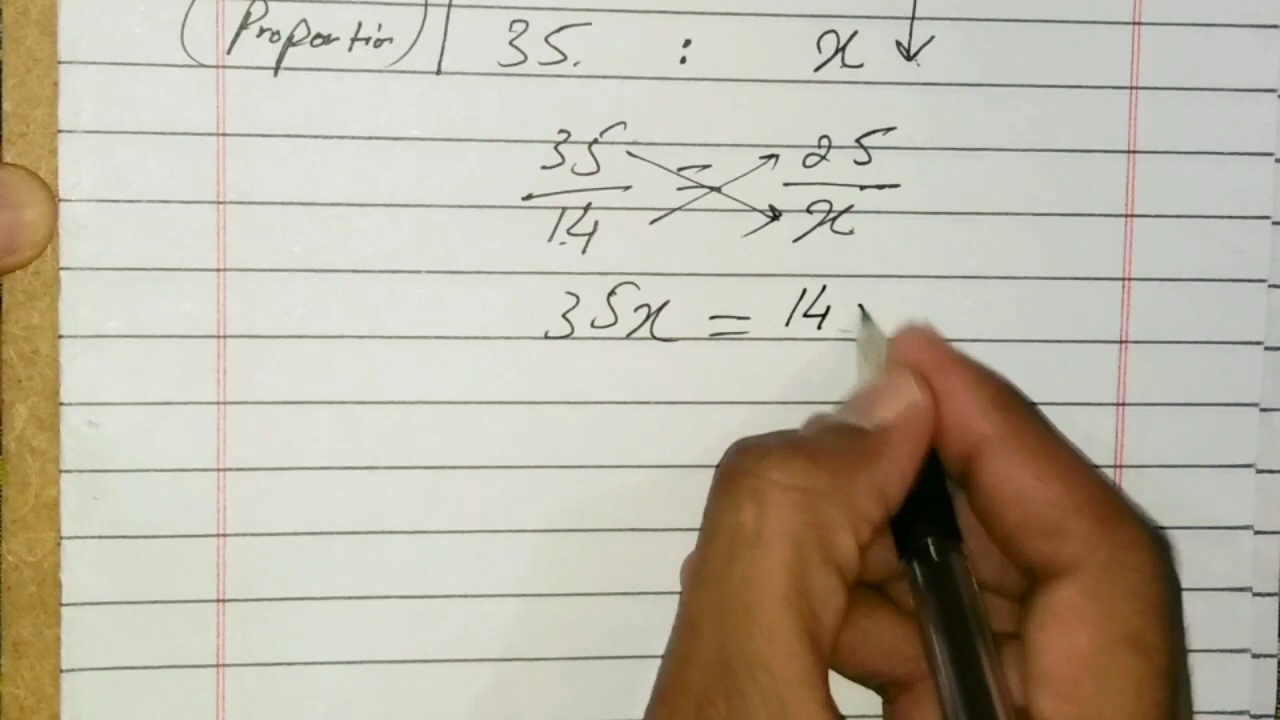 (Proportion) 35. : x
35/14 = 25/x
35x = 14